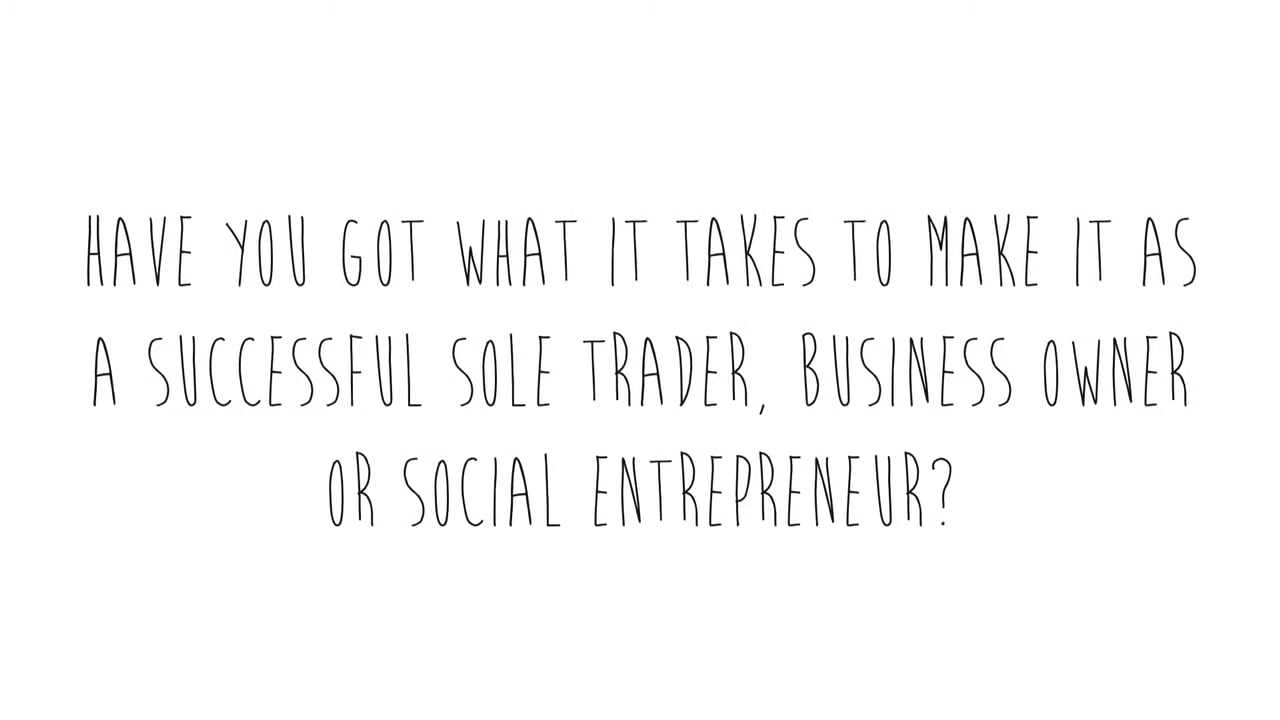 HAVE YOU GOT WHAT IT TAKES TO MAKE IT AS
A SUCCESSFUL SOLE TRADER, BUSINESS OWNER
OR SOCIAL ENTREPRENEUR?